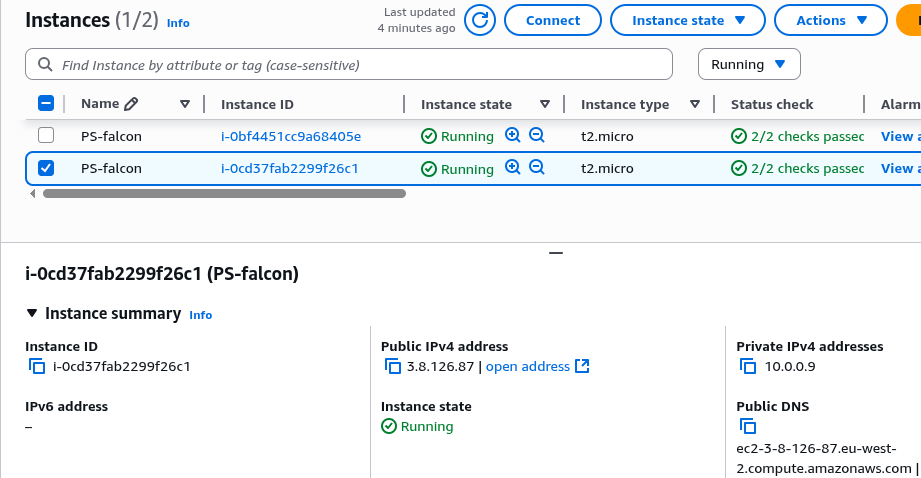 Instances (1/2) Info
Last updated
4 minutes ago
Connect
Instance state
Actions
Find Instance by attribute or tag (case-sensitive)
Running
Name Instance ID Instance state Instance type Status check Alarm
PS-falcon i-0bf4451cc9a68405e Running t2.micro 2/2 checks passec View a
PS-falcon i-0cd37fab2299f26c1 Running t2.micro 2/2 checks passec View a
i-0cd37fab2299f26c1 (PS-falcon)
Instance summary Info
Instance ID
i-0cd37fab2299f26c1
Public IPv4 address
3.8.126.87 | open address
Private IPv4 addresses
10.0.0.9
IPv6 address
–
Instance state
Running
Public DNS
ec2-3-8-126-87.eu-west-
2.compute.amazonaws.com |